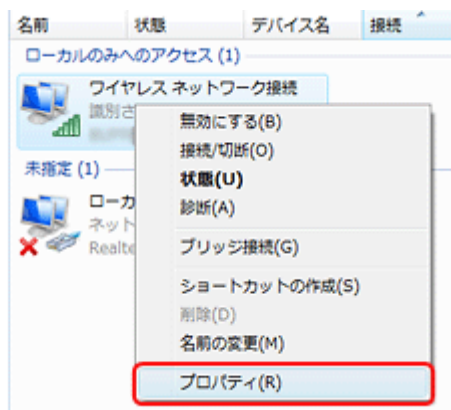 名前 状態 デバイス名 接続
ローカルのみへのアクセス (1)
ワイヤレス ネットワーク接続
識別さ
無効にする(B)
接続/切断(O)
状態(U)
未指定 (1)
診断(A)
ローカ
ネット
ブリッジ接続(G)
Realte
ショートカットの作成(S)
削除(D)
名前の変更(M)
プロパティ(R)